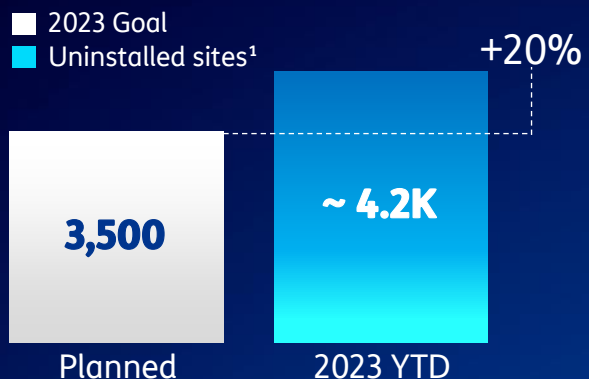 2023 Goal
Uninstalled sites¹
+20%
3,500
~ 4.2K
Planned
2023 YTD